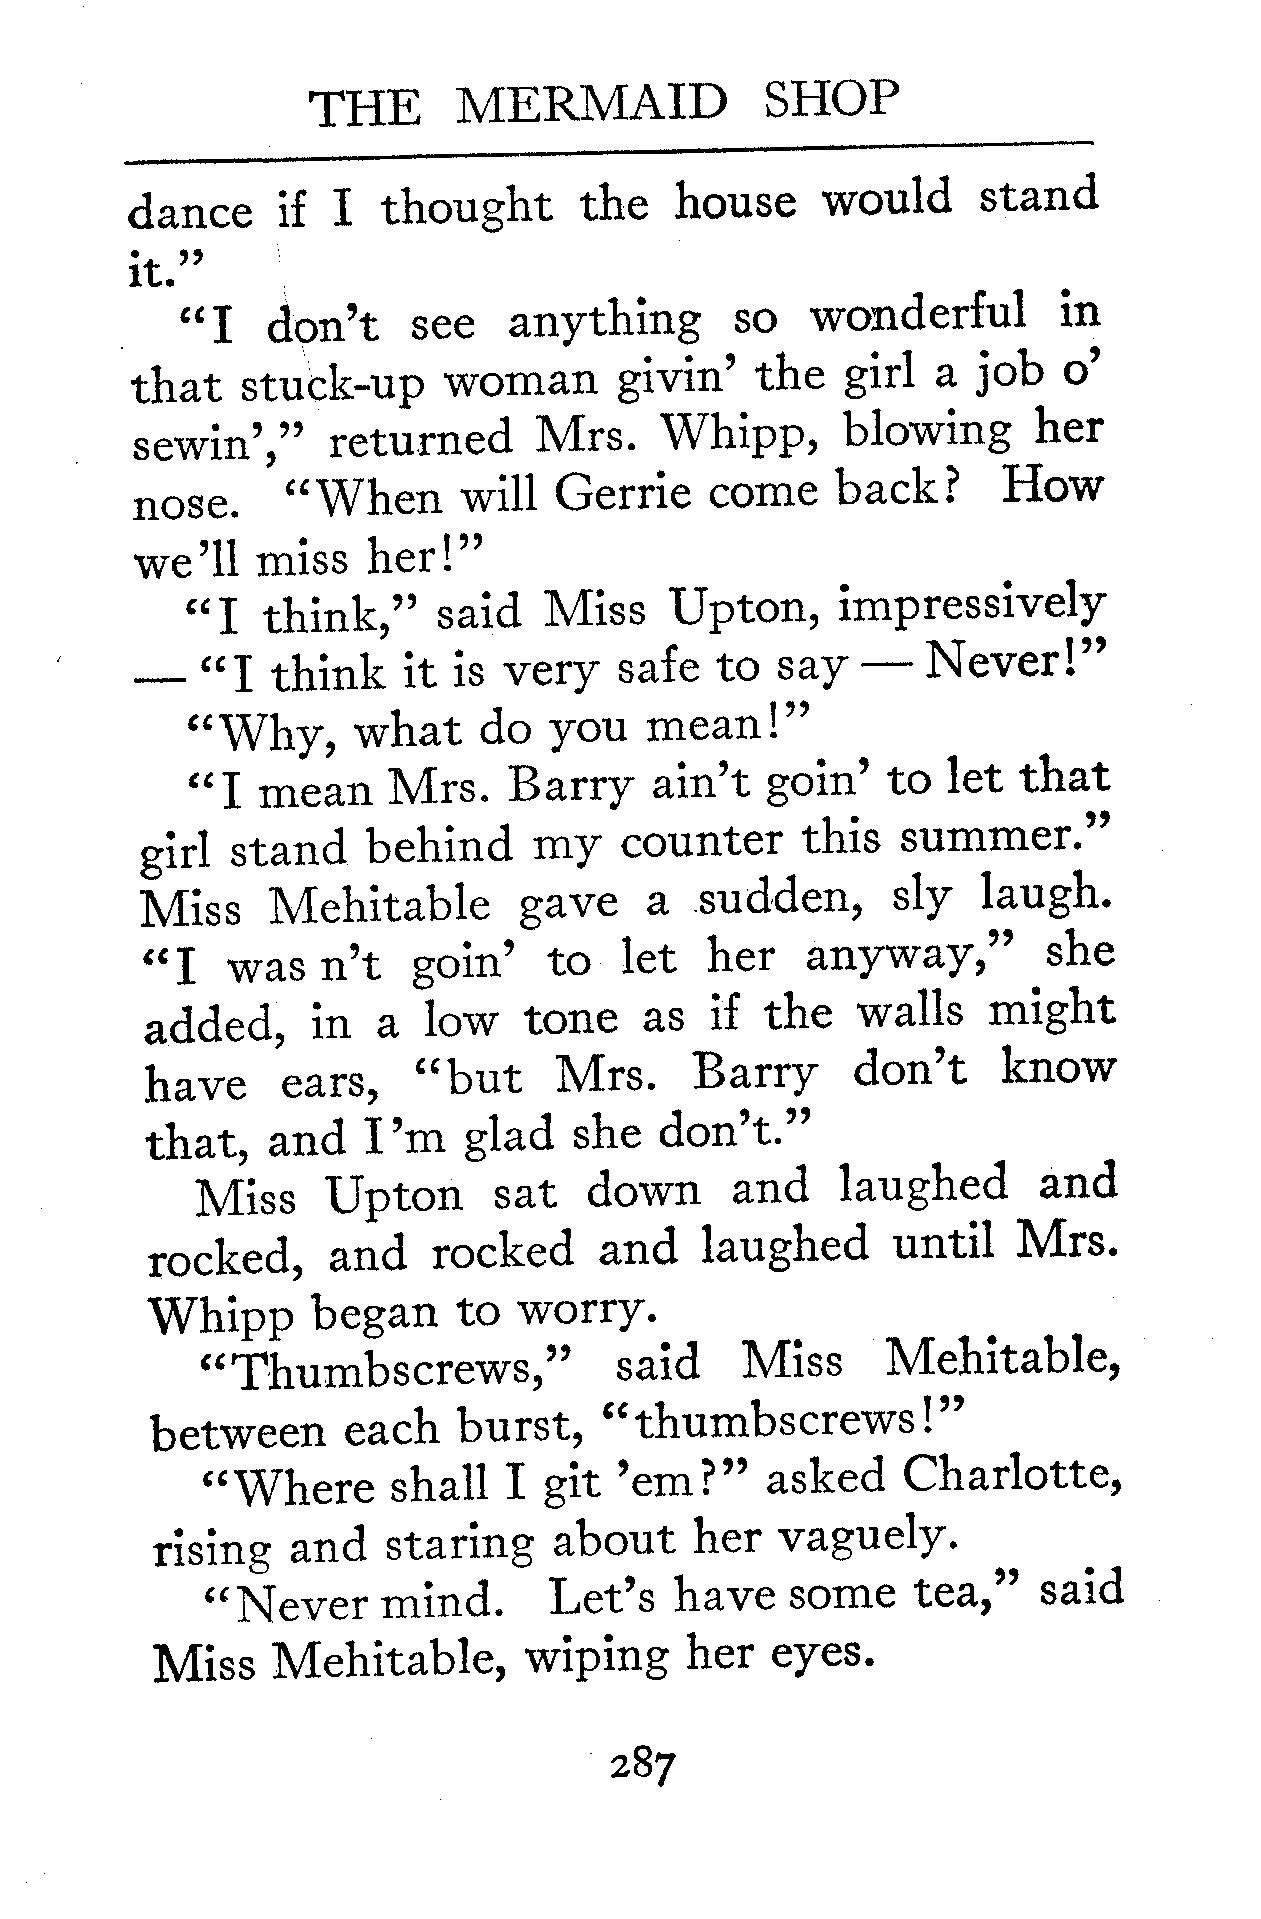 THE MERMAID SHOP
dance if I thought the house would stand
it.”
“I don’t see anything so wonderful in
that stuck-up woman givin’ the girl a job o’
sewin’,” returned Mrs. Whipp, blowing her
nose. “When will Gerrie come back? How
we’ll miss her!”
“I think,” said Miss Upton, impressively
— “I think it is very safe to say — Never!”
“Why, what do you mean!”
“I mean Mrs. Barry ain’t goin’ to let that
girl stand behind my counter this summer.”
Miss Mehitable gave a sudden, sly laugh.
“I was n’t goin’ to let her anyway,” she
added, in a low tone as if the walls might
have ears, “but Mrs. Barry don’t know
that, and I’m glad she don’t.”
Miss Upton sat down and laughed and
rocked, and rocked and laughed until Mrs.
Whipp began to worry.
“Thumbscrews,” said Miss Mehitable,
between each burst, “thumbscrews!”
“Where shall I git ’em?” asked Charlotte,
rising and staring about her vaguely.
“Never mind. Let’s have some tea,” said
Miss Mehitable, wiping her eyes.
287